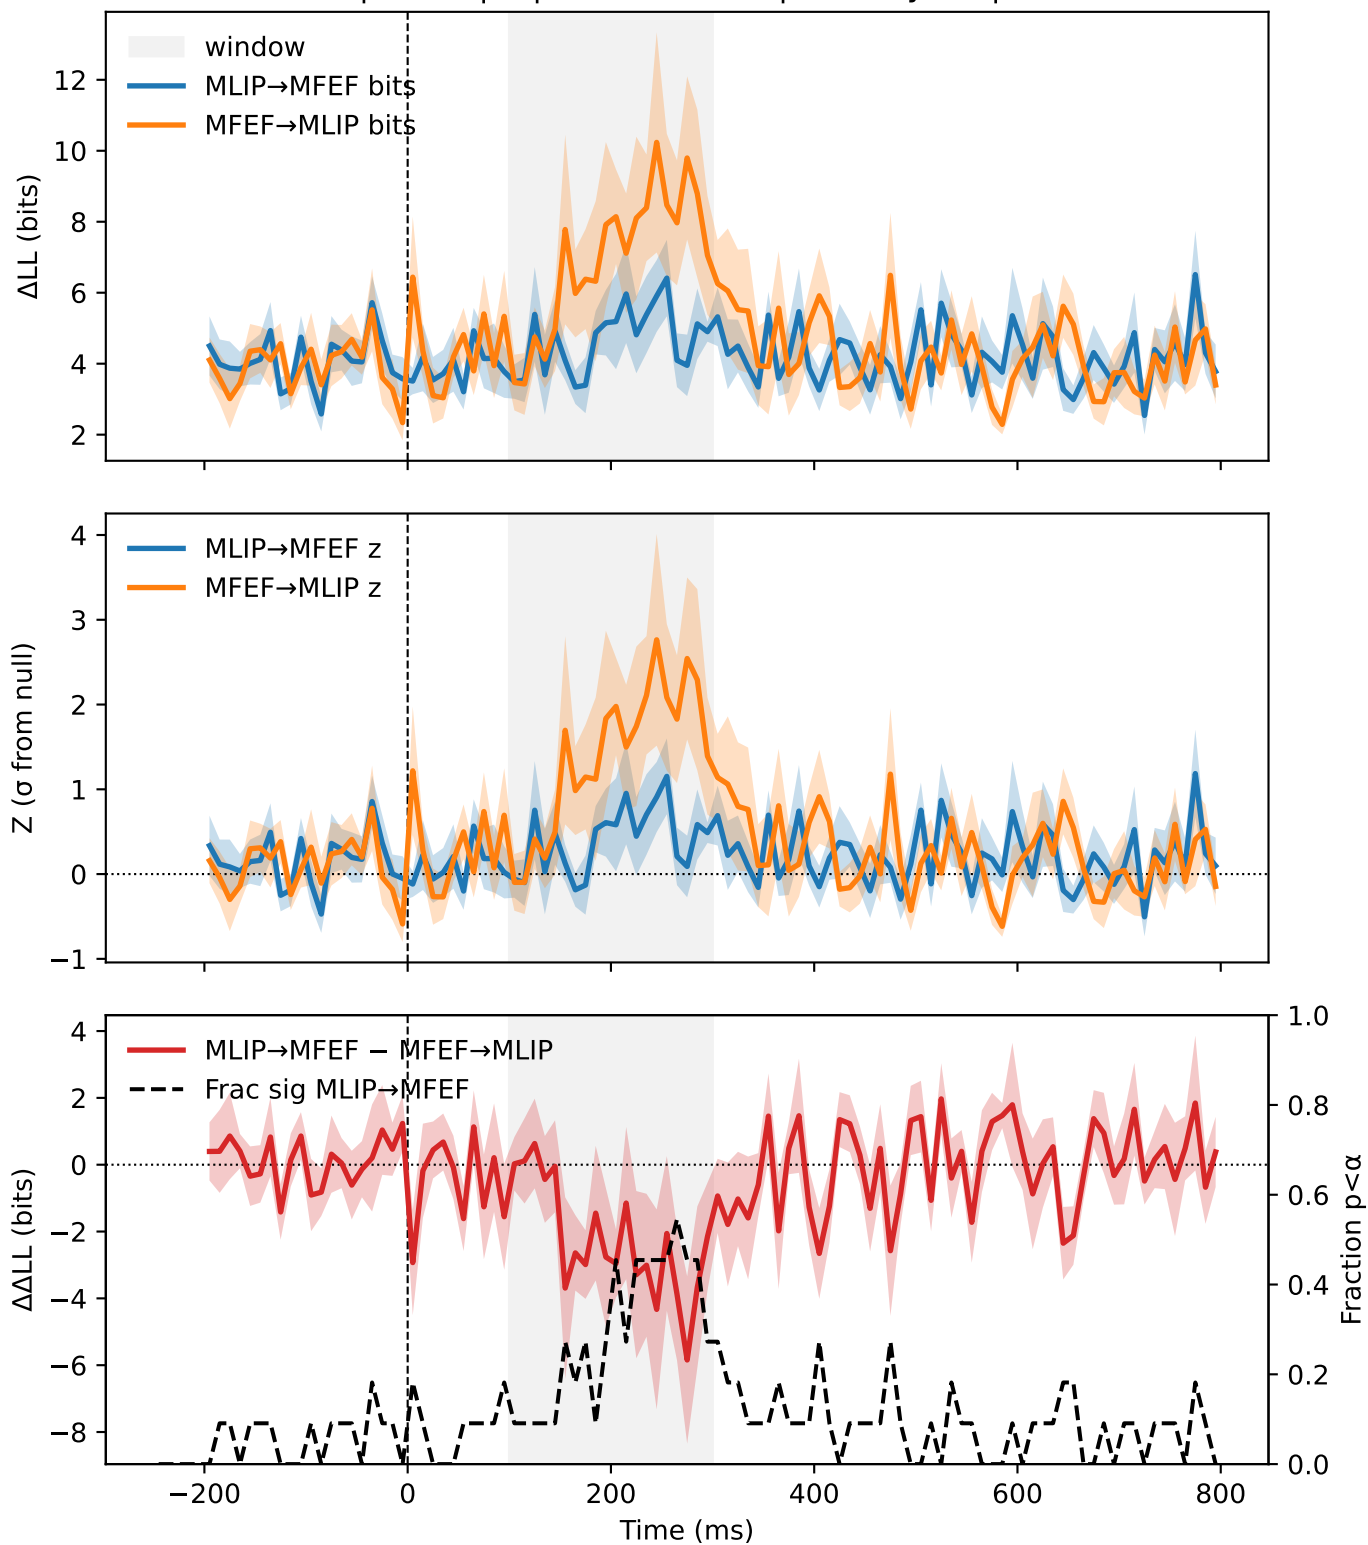 window
MLIP→MFEF bits
MFEF→MLIP bits
ΔLL (bits)
12
10
8
6
4
2
MLIP→MFEF z
MFEF→MLIP z
Z (σ from null)
4
3
2
1
0
−1
MLIP→MFEF − MFEF→MLIP
Frac sig MLIP→MFEF
ΔΔLL (bits)
4
2
0
−2
−4
−6
−8
1.0
0.8
0.6
0.4
0.2
0.0
Fraction p<α
−200 0 200 400 600 800
Time (ms)